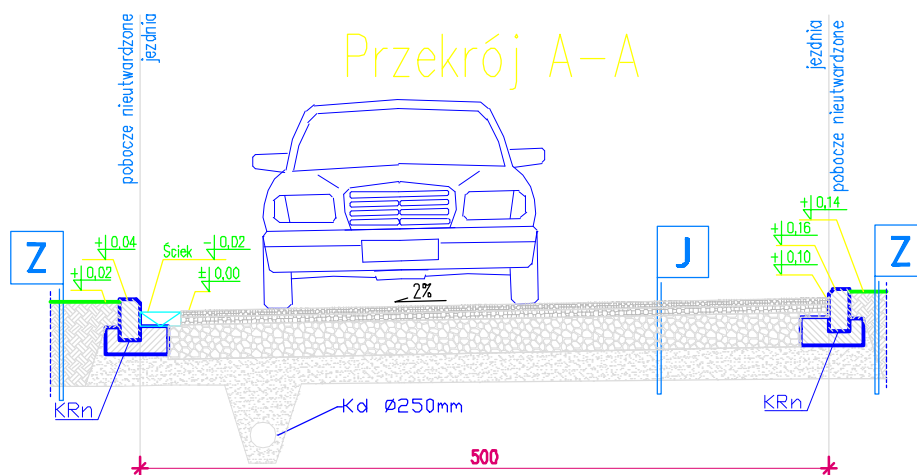 Przekrój A-A
pobocze nieutwardzone
jezdnia
jezdnia
pobocze nieutwardzone
Z
+0,02
+0,04
Ściek
-0,02
±0,00
2%
J
+0,14
+0,16
+0,10
Z
KRn
Kd Ø250mm
KRn
500